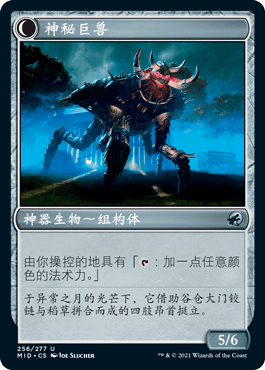 神秘巨兽
神器生物～组构体
由你操控的地具有「：加一点任意颜
色的法术力。」
于异常之月的光芒下，它借助谷仓大门铰
链与稻草拼合而成的四肢昂首挺立。
5/6
256/277 U
MID • CS Joe Slucher
™ & © 2021 Wizards of the Coast